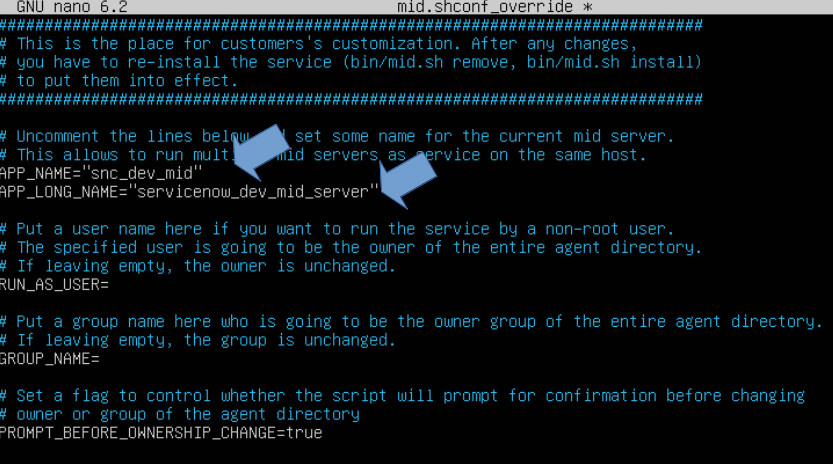 GNU nano 6.2 mid.shconf_override *
###############################################################################
# This is the place for customers's customization. After any changes,
# you have to re-install the service (bin/mid.sh remove, bin/mid.sh install)
# to put them into effect.
###############################################################################
# Uncomment the lines set some name for the current mid server.
# This allows to run mid servers as service on the same host.
APP_NAME="snc_dev_mid"
APP_LONG_NAME="servicenow_dev_mid_server"
# Put a user name here if you want to run the service by a non-root user.
# The specified user is going to be the owner of the entire agent directory.
# If leaving empty, the owner is unchanged.
RUN_AS_USER=
# Put a group name here who is going to be the owner group of the entire agent directory.
# If leaving empty, the group is unchanged.
GROUP_NAME=
# Set a flag to control whether the script will prompt for confirmation before changing
# owner or group of the agent directory
PROMPT_BEFORE_OWNERSHIP_CHANGE=true